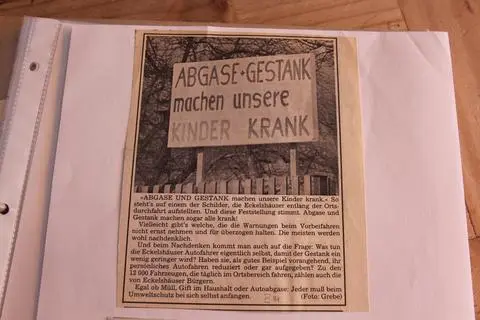 ABGASE+GESTANK
machen unsere
KINDER KRANK
»ABGASE UND GESTANK machen unsere Kinder krank.« So
steht's auf einem der Schilder, die Eckelshäuser entlang der Orts-
durchfahrt aufstellten. Und diese Feststellung stimmt. Abgase und
Gestank machen sogar alle krank!
Vielleicht gibt's welche, die die Warnungen beim Vorbeifahren
nicht ernst nehmen und für überzogen halten. Die meisten werden
wohl nachdenklich.
Und beim Nachdenken kommt man auch auf die Frage: Was tun
die Eckelshäuser Autofahrer eigentlich selbst, damit der Gestank ein
wenig geringer wird? Haben sie, als gutes Beispiel vorangehend, ihr
persönliches Autofahren reduziert oder gar aufgegeben? Zu den
12 000 Fahrzeugen, die täglich im Ortsbereich fahren, zählen auch die
von Eckelshäuser Bürgern.
Egal ob Müll, Gift im Haushalt oder Autoabgase: Jeder muß beim
Umweltschutz bei sich selbst anfangen. (Foto: Grebe)